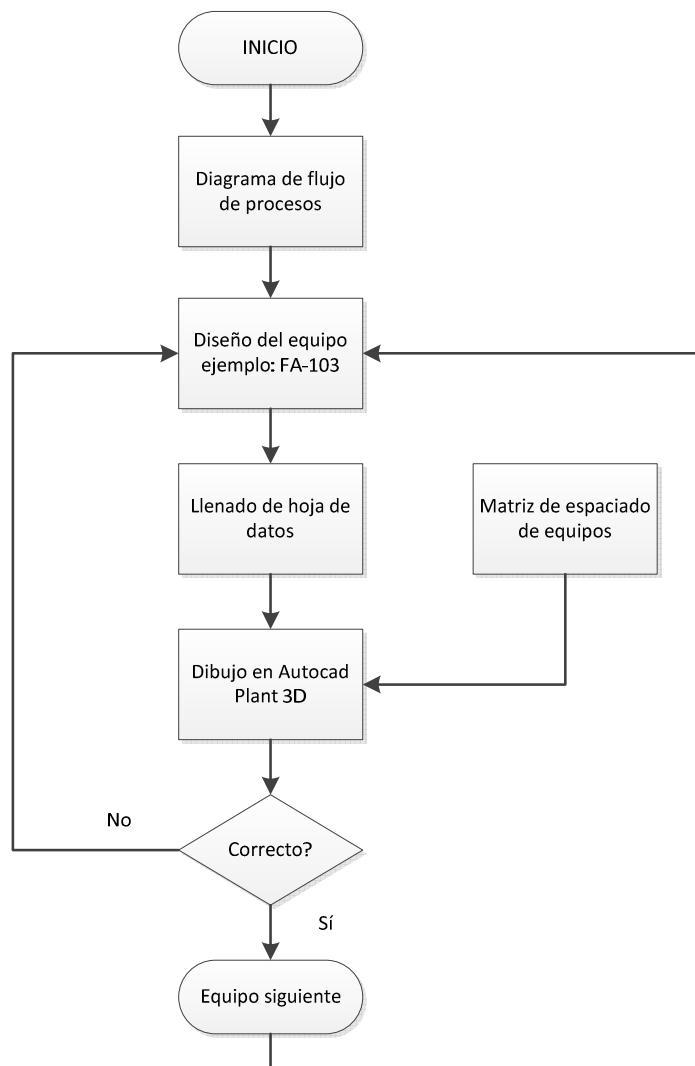 INICIO
Diagrama de flujo
de procesos
Diseño del equipo
ejemplo: FA-103
Llenado de hoja de
datos
Matriz de espaciado
de equipos
Dibujo en Autocad
Plant 3D
No
Correcto?
Sí
Equipo siguiente